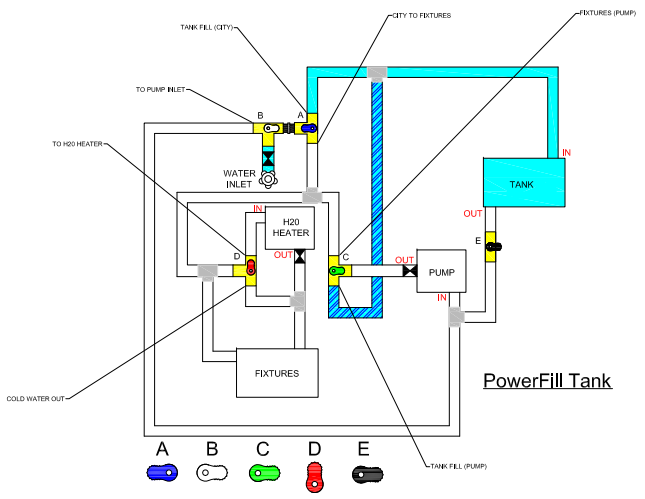 FIXTURES (PUMP)
CITY TO FIXTURES
TANK FILL (CITY)
TO PUMP INLET
B
A
TO H20 HEATER
WATER
INLET
IN
TANK
OUT
IN
H20
HEATER
OUT
D
C
E
OUT
PUMP
IN
FIXTURES
PowerFill Tank
COLD WATER OUT
TANK FILL (PUMP)
A B C D E